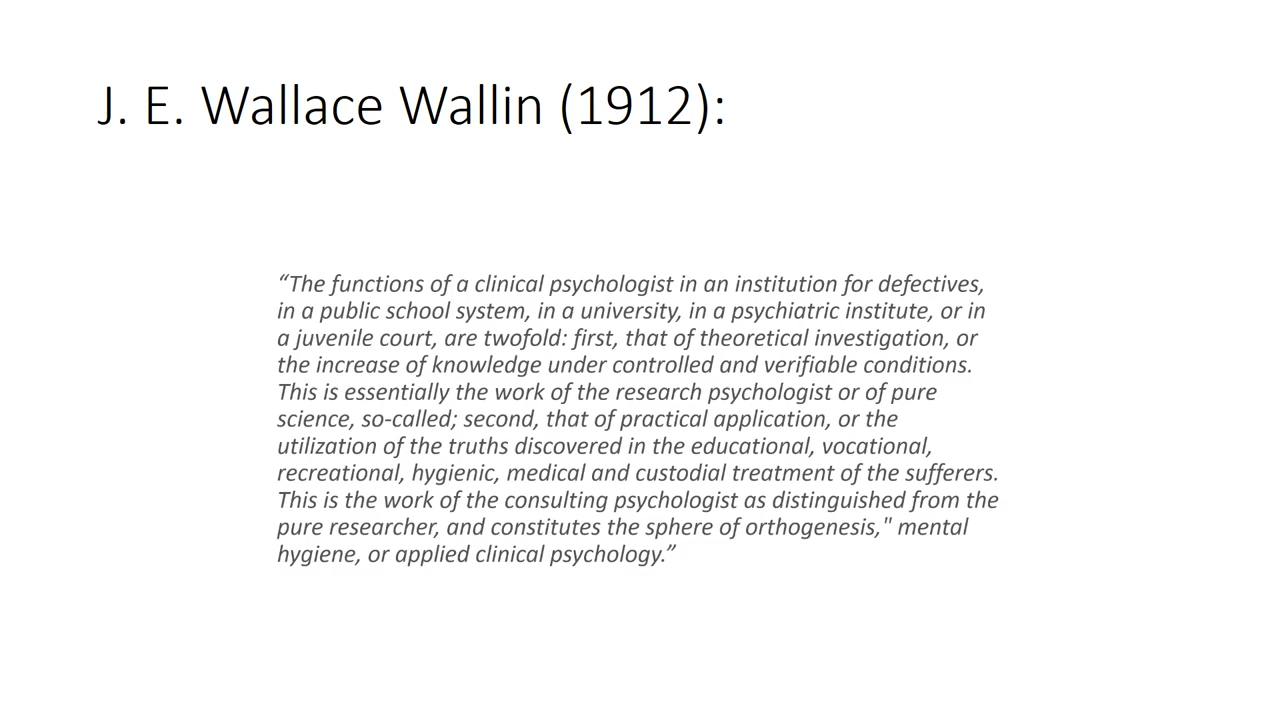 J. E. Wallace Wallin (1912):
“The functions of a clinical psychologist in an institution for defectives,
in a public school system, in a university, in a psychiatric institute, or in
a juvenile court, are twofold: first, that of theoretical investigation, or
the increase of knowledge under controlled and verifiable conditions.
This is essentially the work of the research psychologist or of pure
science, so-called; second, that of practical application, or the
utilization of the truths discovered in the educational, vocational,
recreational, hygienic, medical and custodial treatment of the sufferers.
This is the work of the consulting psychologist as distinguished from the
pure researcher, and constitutes the sphere of orthogenesis," mental
hygiene, or applied clinical psychology.”